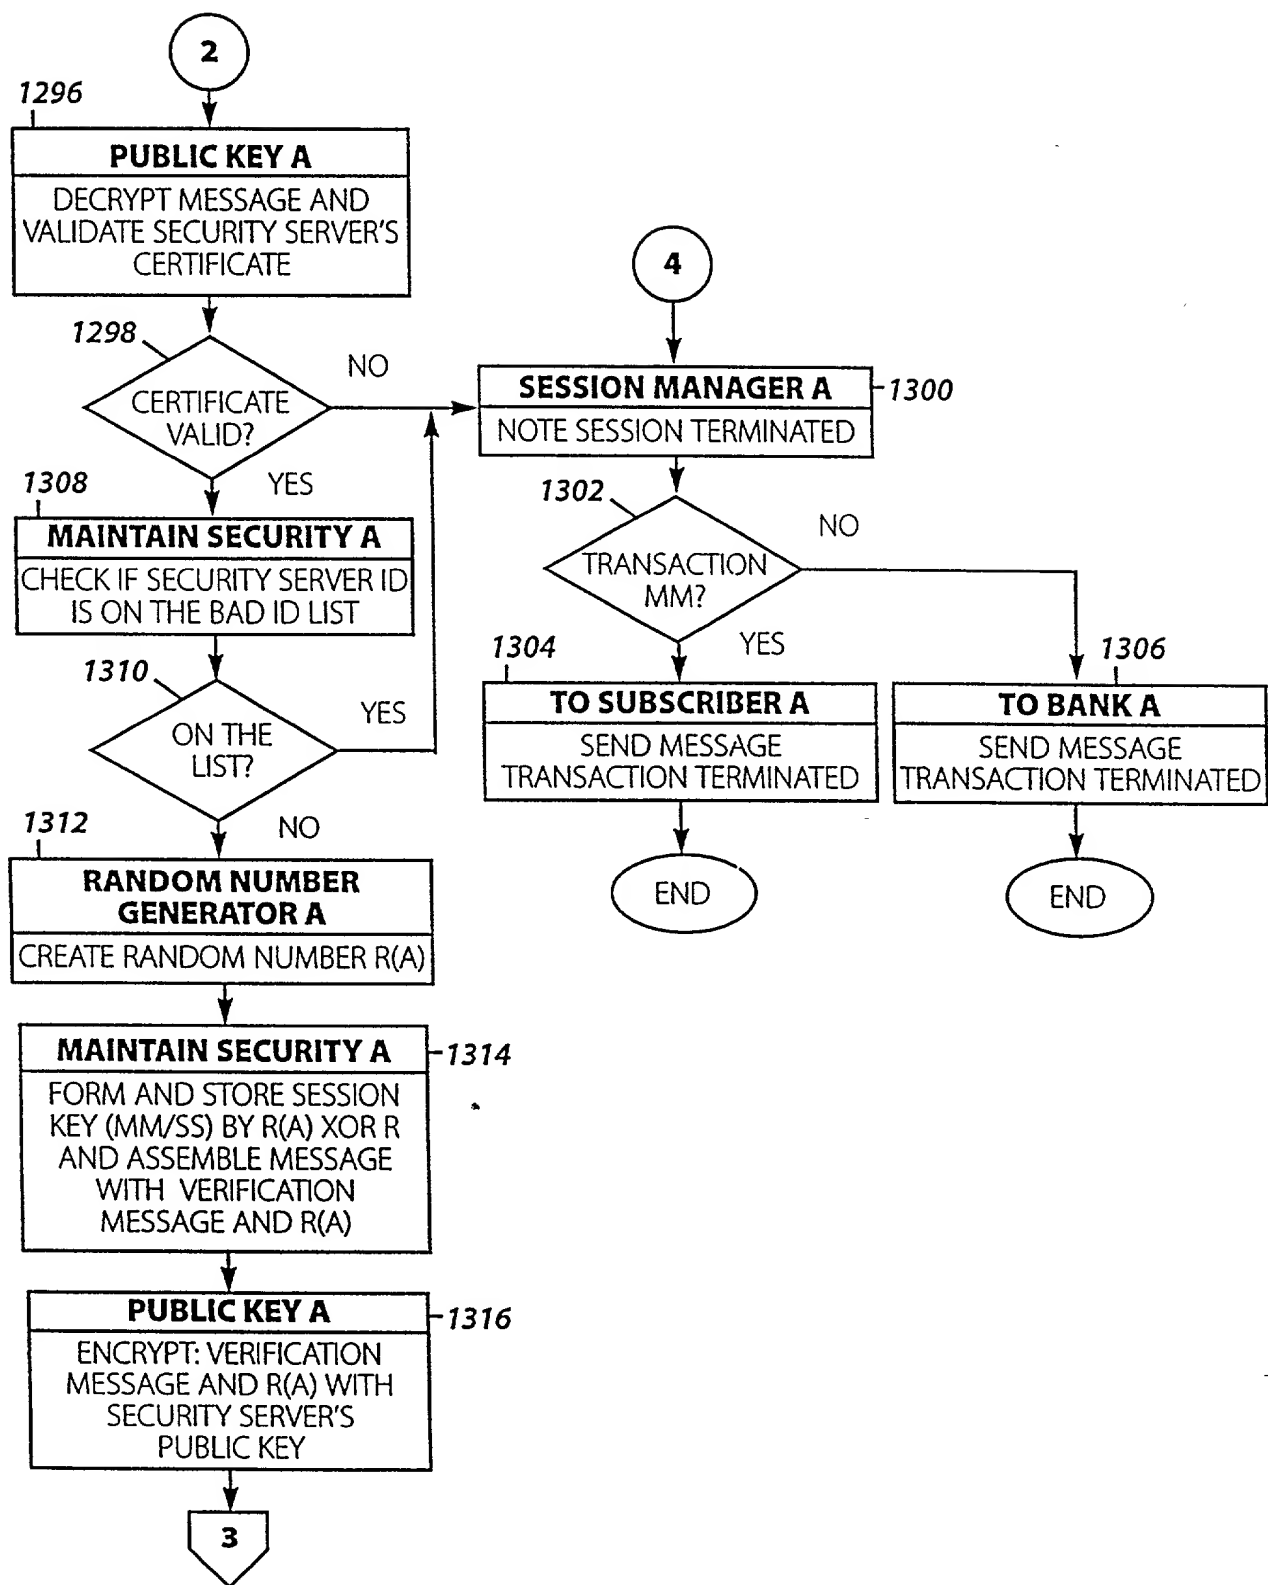 2
1296
PUBLIC KEY A
DECRYPT MESSAGE AND
VALIDATE SECURITY SERVER'S
CERTIFICATE
1298
CERTIFICATE
VALID?
NO
YES
1308
MAINTAIN SECURITY A
CHECK IF SECURITY SERVER ID
IS ON THE BAD ID LIST
1310
ON THE
LIST?
YES
NO
1312
RANDOM NUMBER
GENERATOR A
CREATE RANDOM NUMBER R(A)
MAINTAIN SECURITY A
1314
FORM AND STORE SESSION
KEY (MM/SS) BY R(A) XOR R
AND ASSEMBLE MESSAGE
WITH VERIFICATION
MESSAGE AND R(A)
PUBLIC KEY A
1316
ENCRYPT: VERIFICATION
MESSAGE AND R(A) WITH
SECURITY SERVER'S
PUBLIC KEY
3
4
SESSION MANAGER A
1300
NOTE SESSION TERMINATED
1302
TRANSACTION
MM?
NO
YES
1304
TO SUBSCRIBER A
SEND MESSAGE
TRANSACTION TERMINATED
END
1306
TO BANK A
SEND MESSAGE
TRANSACTION TERMINATED
END